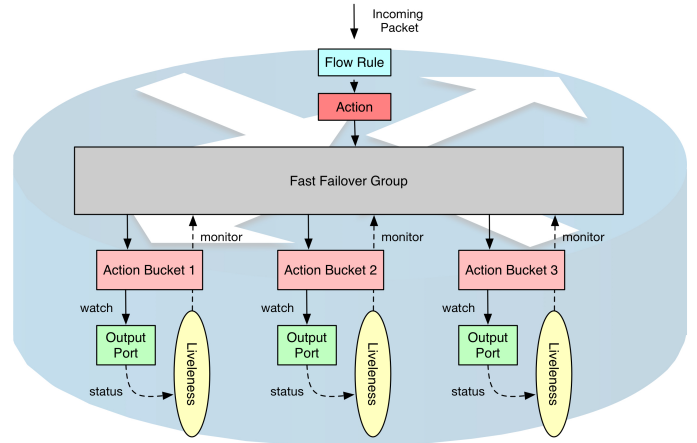 Incoming
Packet
Flow Rule
Action
Fast Failover Group
monitor
monitor
monitor
Action Bucket 1
Action Bucket 2
Action Bucket 3
watch
watch
watch
Output
Port
Liveleness
Output
Port
Liveleness
Output
Port
Liveleness
status
status
status